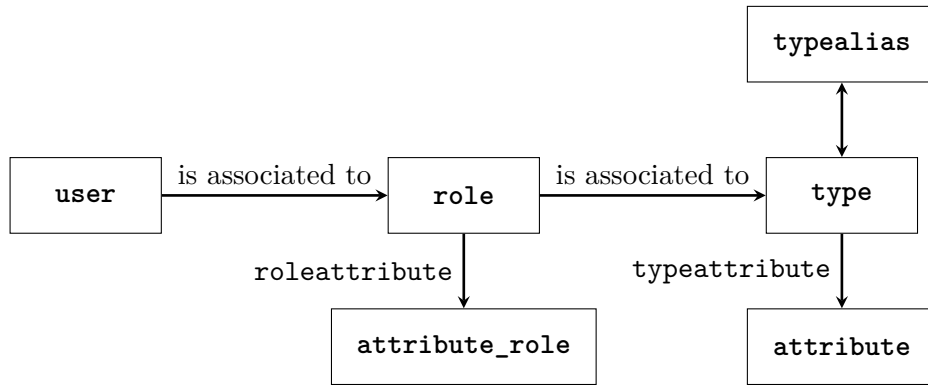 typealias
user
is associated to
role
is associated to
type
roleattribute
typeattribute
attribute_role
attribute